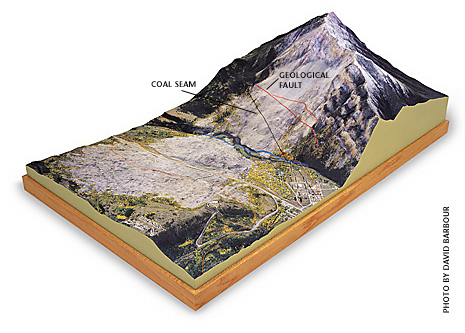 COAL SEAM
GEOLOGICAL
FAULT
PHOTO BY DAVID BARBOUR